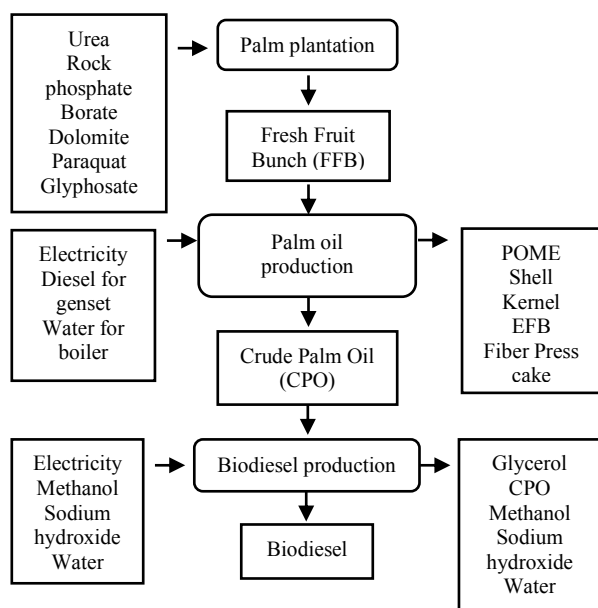 Urea
Rock
phosphate
Borate
Dolomite
Paraquat
Glyphosate
Palm plantation
Fresh Fruit
Bunch (FFB)
Electricity
Diesel for
genset
Water for
boiler
Palm oil
production
POME
Shell
Kernel
EFB
Fiber Press
cake
Crude Palm Oil
(CPO)
Electricity
Methanol
Sodium
hydroxide
Water
Biodiesel production
Glycerol
CPO
Methanol
Sodium
hydroxide
Water
Biodiesel